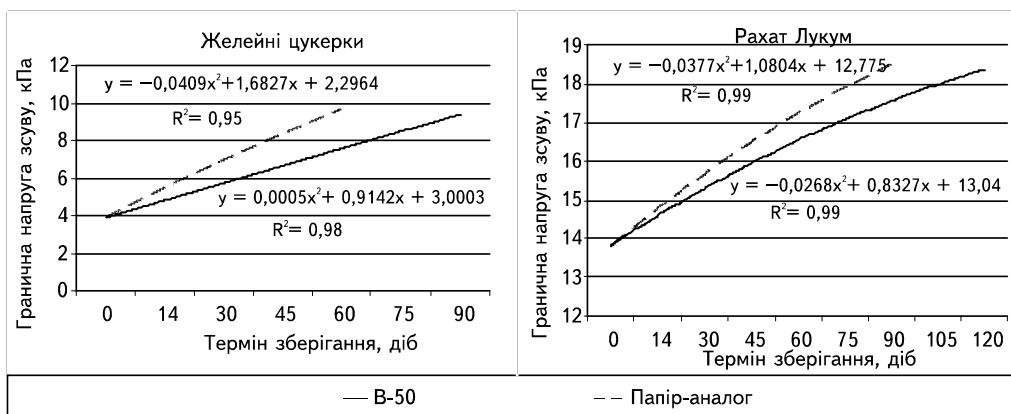 Желейні цукерки
Гранична напруга зсуву, кПа
12
10
8
6
4
2
0
y = –0,0409x²+1,6827x + 2,2964
R²= 0,95
y = 0,0005x²+ 0,9142x + 3,0003
R²= 0,98
0 14 30 45 60 75 90
Термін зберігання, діб
Рахат Лукум
Гранична напруга зсуву, кПа
19
18
17
16
15
14
13
12
y = –0,0377x²+1,0804x + 12,775
R²= 0,99
y = –0,0268x²+ 0,8327x + 13,04
R²= 0,99
0 14 30 45 60 75 90 105 120
Термін зберігання, діб
В-50
Папір-аналог